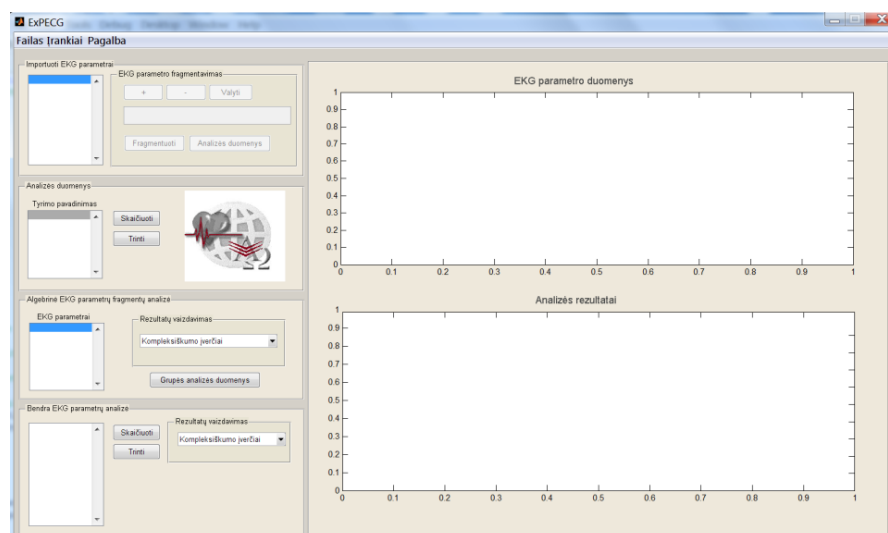 ExPECG
Failas Įrankiai Pagalba
Importuoti EKG parametrai
EKG parametro fragmentavimas
+ - Valyti
Fragmentuoti Analizės duomenys
Analizės duomenys
Tyrimo pavadinimas
Skaičiuoti
Trinti
ΑΩ
Algebrinė EKG parametrų fragmentų analizė
EKG parametrai
Rezultatų vaizdavimas
Kompleksiškumo įverčiai
Grupės analizės duomenys
Bendra EKG parametrų analizė
Skaičiuoti
Trinti
Rezultatų vaizdavimas
Kompleksiškumo įverčiai
EKG parametro duomenys
1
0.9
0.8
0.7
0.6
0.5
0.4
0.3
0.2
0.1
0
0 0.1 0.2 0.3 0.4 0.5 0.6 0.7 0.8 0.9 1
Analizės rezultatai
1
0.9
0.8
0.7
0.6
0.5
0.4
0.3
0.2
0.1
0
0 0.1 0.2 0.3 0.4 0.5 0.6 0.7 0.8 0.9 1